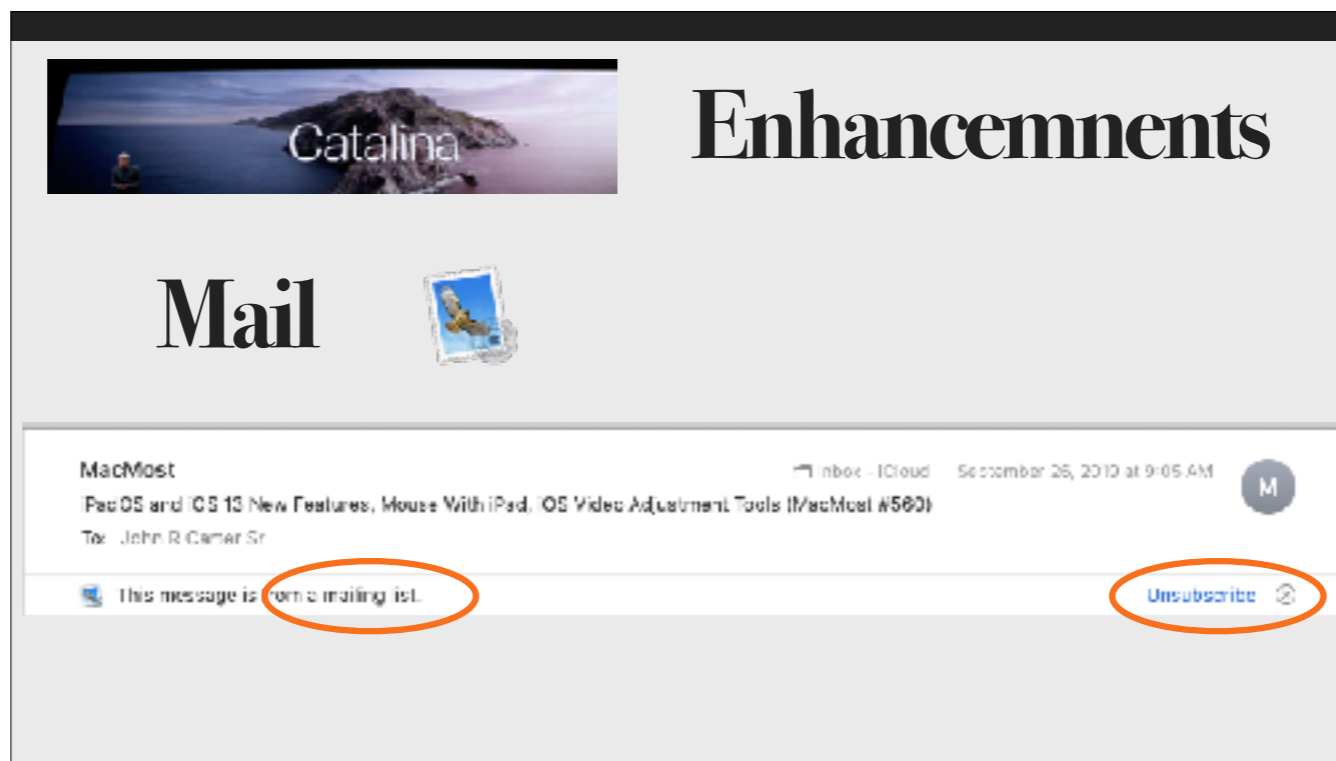 Catalina
Enhancemnents
Mail
MacMost
Inbox - iCloud September 26, 2019 at 9:05 AM
M
iPadOS and iOS 13 New Features, Mouse With iPad, iOS Video Adjustment Tools (MacMost #560)
To: John R Carter Sr
This message is from a mailing list.
Unsubscribe